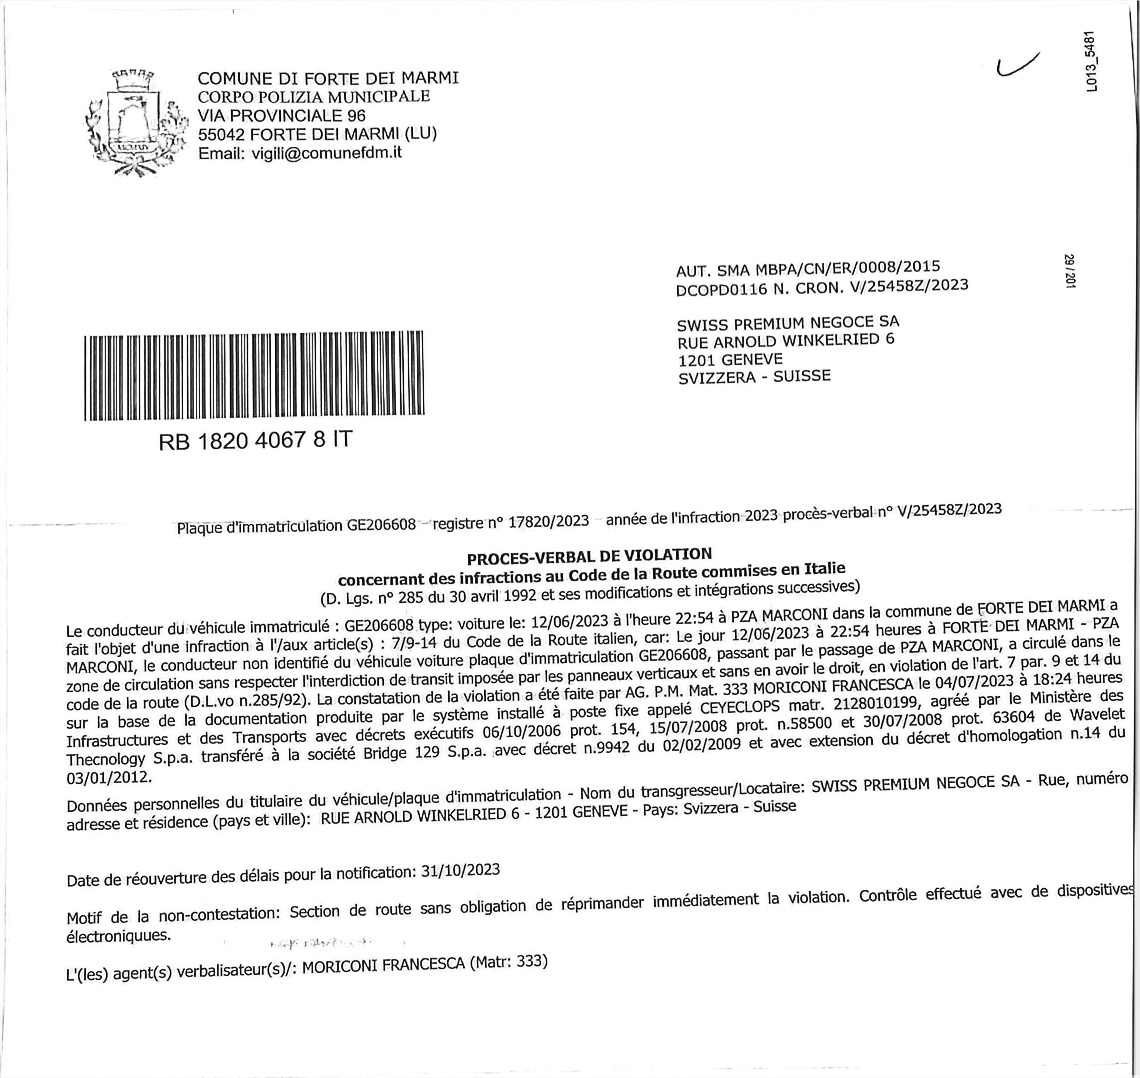 L013_5481
COMUNE DI FORTE DEI MARMI
CORPO POLIZIA MUNICIPALE
VIA PROVINCIALE 96
55042 FORTE DEI MARMI (LU)
Email: vigili@comunefdm.it
29 / 201
AUT. SMA MBPA/CN/ER/0008/2015
DCOPD0116 N. CRON. V/25458Z/2023
SWISS PREMIUM NEGOCE SA
RUE ARNOLD WINKELRIED 6
1201 GENEVE
SVIZZERA - SUISSE
RB 1820 4067 8 IT
Plaque d'immatriculation GE206608 - registre n° 17820/2023 - année de l'infraction 2023 procès-verbal n° V/25458Z/2023
PROCES-VERBAL DE VIOLATION
concernant des infractions au Code de la Route commises en Italie
(D. Lgs. n° 285 du 30 avril 1992 et ses modifications et intégrations successives)
Le conducteur du véhicule immatriculé : GE206608 type: voiture le: 12/06/2023 à l'heure 22:54 à PZA MARCONI dans la commune de FORTE DEI MARMI a
fait l'objet d'une infraction à l'/aux article(s) : 7/9-14 du Code de la Route italien, car: Le jour 12/06/2023 à 22:54 heures à FORTE DEI MARMI - PZA
MARCONI, le conducteur non identifié du véhicule voiture plaque d'immatriculation GE206608, passant par le passage de PZA MARCONI, a circulé dans le
zone de circulation sans respecter l'interdiction de transit imposée par les panneaux verticaux et sans en avoir le droit, en violation de l'art. 7 par. 9 et 14 du
code de la route (D.L.vo n.285/92). La constatation de la violation a été faite par AG. P.M. Mat. 333 MORICONI FRANCESCA le 04/07/2023 à 18:24 heures
sur la base de la documentation produite par le système installé à poste fixe appelé CEYECLOPS matr. 2128010199, agréé par le Ministère des
Infrastructures et des Transports avec décrets exécutifs 06/10/2006 prot. 154, 15/07/2008 prot. n.58500 et 30/07/2008 prot. 63604 de Wavelet
Thecnology S.p.a. transféré à la société Bridge 129 S.p.a. avec décret n.9942 du 02/02/2009 et avec extension du décret d'homologation n.14 du
03/01/2012.
Données personnelles du titulaire du véhicule/plaque d'immatriculation - Nom du transgresseur/Locataire: SWISS PREMIUM NEGOCE SA - Rue, numéro
adresse et résidence (pays et ville): RUE ARNOLD WINKELRIED 6 - 1201 GENEVE - Pays: Svizzera - Suisse
Date de réouverture des délais pour la notification: 31/10/2023
Motif de la non-contestation: Section de route sans obligation de réprimander immédiatement la violation. Contrôle effectué avec de dispositives
électroniquues.
L'(les) agent(s) verbalisateur(s)/: MORICONI FRANCESCA (Matr: 333)